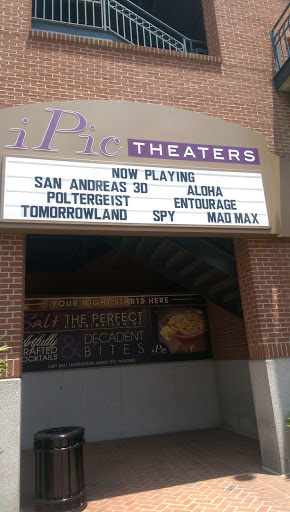 iPic THEATERS
NOW PLAYING
SAN ANDREAS 3D ALOHA
POLTERGEIST ENTOURAGE
TOMORROWLAND SPY MAD MAX
YOUR NIGHT STARTS HERE
Salt THE PERFECT
COMBINATION OF
CRAFTED & DECADENT
COCKTAILS BITES
iPic